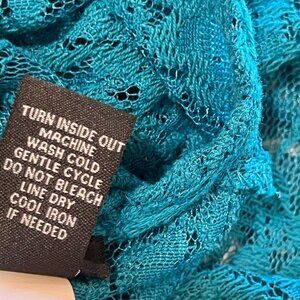 TURN INSIDE OUT
MACHINE
WASH COLD
GENTLE CYCLE
DO NOT BLEACH
LINE DRY
COOL IRON
IF NEEDED